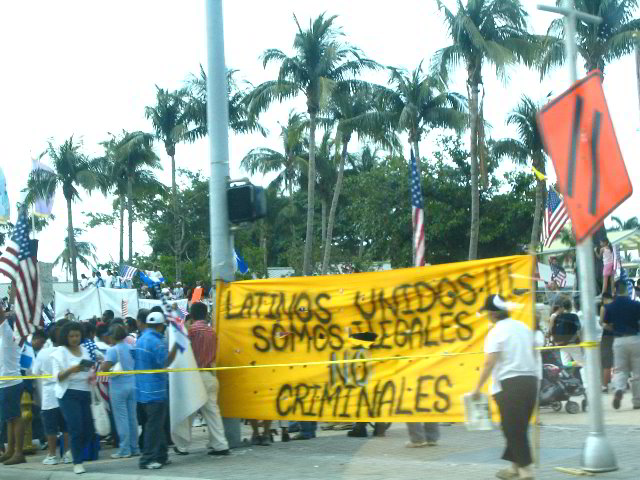 LATINOS UNIDOS!!!
SOMOS ILEGALES
NO
CRIMINALES